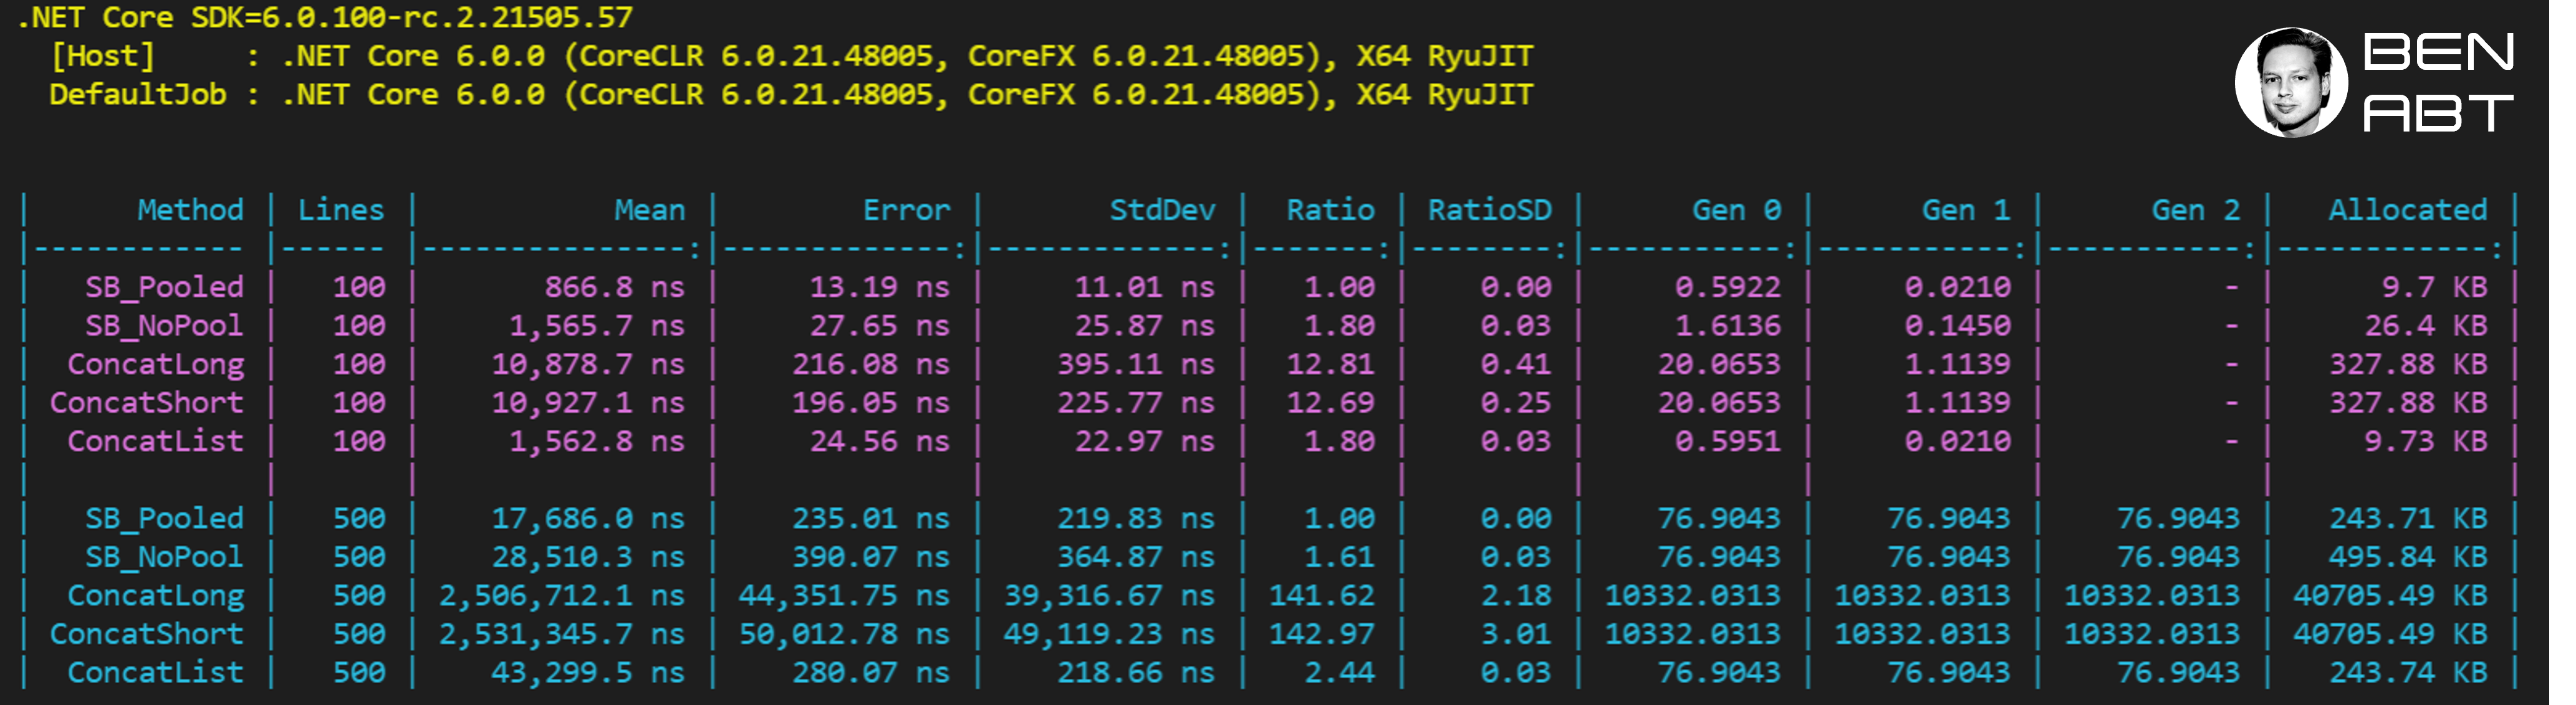 .NET Core SDK=6.0.100-rc.2.21505.57
[Host]     : .NET Core 6.0.0 (CoreCLR 6.0.21.48005, CoreFX 6.0.21.48005), X64 RyuJIT
DefaultJob : .NET Core 6.0.0 (CoreCLR 6.0.21.48005, CoreFX 6.0.21.48005), X64 RyuJIT
BEN
ABT
| Method | Lines | Mean | Error | StdDev | Ratio | RatioSD | Gen 0 | Gen 1 | Gen 2 | Allocated |
|------------ |------ |---------------:|-------------:|-------------:|-------:|--------:|-----------:|-----------:|-----------:|------------:|
| SB_Pooled | 100 | 866.8 ns | 13.19 ns | 11.01 ns | 1.00 | 0.00 | 0.5922 | 0.0210 | - | 9.7 KB |
| SB_NoPool | 100 | 1,565.7 ns | 27.65 ns | 25.87 ns | 1.80 | 0.03 | 1.6136 | 0.1450 | - | 26.4 KB |
| ConcatLong | 100 | 10,878.7 ns | 216.08 ns | 395.11 ns | 12.81 | 0.41 | 20.0653 | 1.1139 | - | 327.88 KB |
| ConcatShort | 100 | 10,927.1 ns | 196.05 ns | 225.77 ns | 12.69 | 0.25 | 20.0653 | 1.1139 | - | 327.88 KB |
| ConcatList | 100 | 1,562.8 ns | 24.56 ns | 22.97 ns | 1.80 | 0.03 | 0.5951 | 0.0210 | - | 9.73 KB |
| | | | | | | | | | | |
| SB_Pooled | 500 | 17,686.0 ns | 235.01 ns | 219.83 ns | 1.00 | 0.00 | 76.9043 | 76.9043 | 76.9043 | 243.71 KB |
| SB_NoPool | 500 | 28,510.3 ns | 390.07 ns | 364.87 ns | 1.61 | 0.03 | 76.9043 | 76.9043 | 76.9043 | 495.84 KB |
| ConcatLong | 500 | 2,506,712.1 ns | 44,351.75 ns | 39,316.67 ns | 141.62 | 2.18 | 10332.0313 | 10332.0313 | 10332.0313 | 40705.49 KB |
| ConcatShort | 500 | 2,531,345.7 ns | 50,012.78 ns | 49,119.23 ns | 142.97 | 3.01 | 10332.0313 | 10332.0313 | 10332.0313 | 40705.49 KB |
| ConcatList | 500 | 43,299.5 ns | 280.07 ns | 218.66 ns | 2.44 | 0.03 | 76.9043 | 76.9043 | 76.9043 | 243.74 KB |